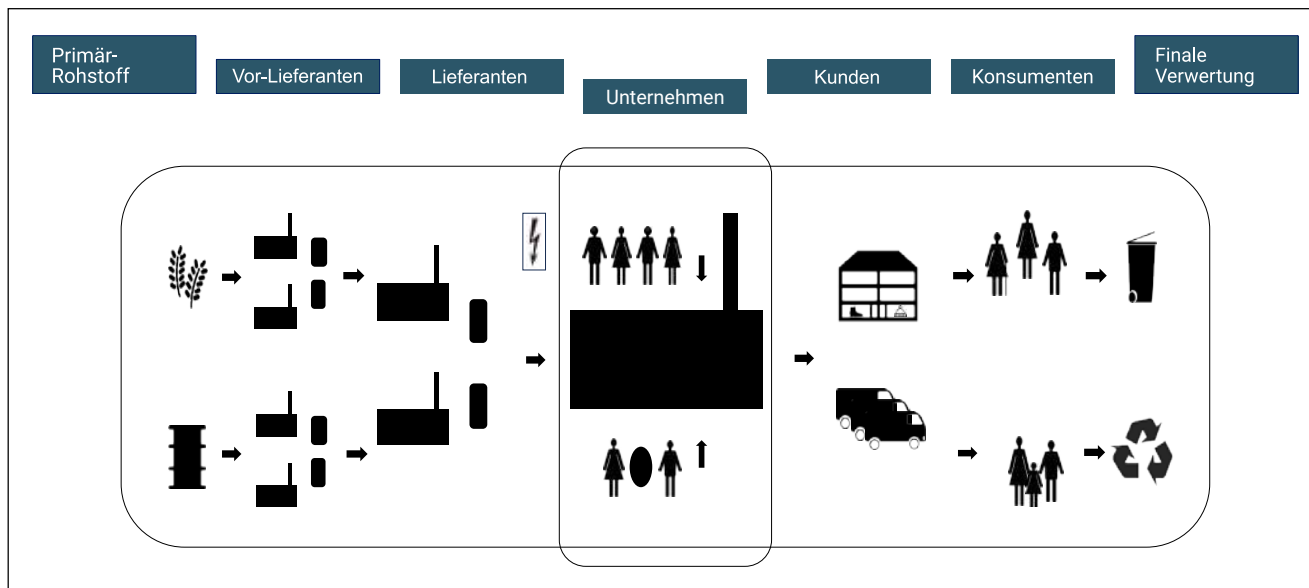 Primär-
Rohstoff
Vor-Lieferanten
Lieferanten
Unternehmen
Kunden
Konsumenten
Finale
Verwertung